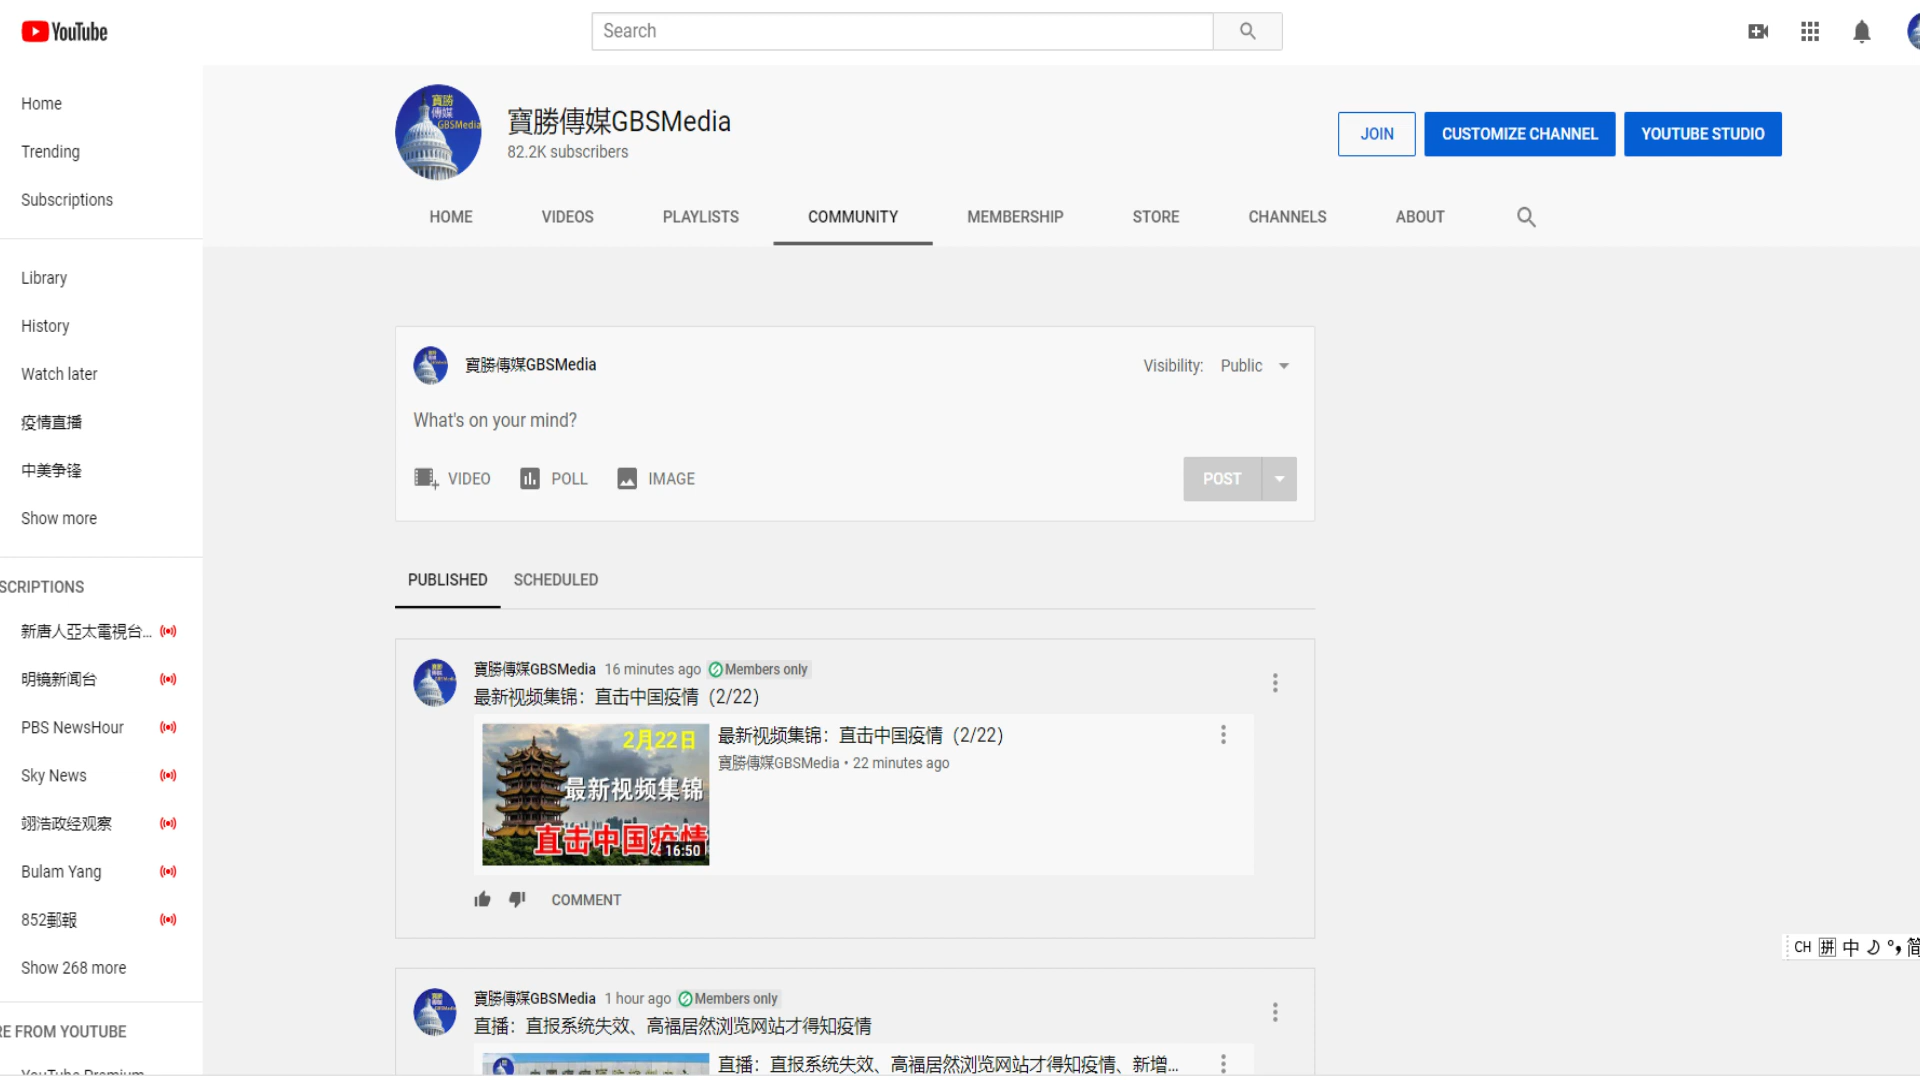 YouTube
Search
Home
Trending
Subscriptions
Library
History
Watch later
疫情直播
中美争锋
Show more
SCRIPTIONS
新唐人亞太電視台...
明镜新闻台
PBS NewsHour
Sky News
翊浩政经观察
Bulam Yang
852郵報
Show 268 more
RE FROM YOUTUBE
YouTube Premium
寶勝
傳媒
GBSMedia
寶勝傳媒GBSMedia
82.2K subscribers
JOIN
CUSTOMIZE CHANNEL
YOUTUBE STUDIO
HOME
VIDEOS
PLAYLISTS
COMMUNITY
MEMBERSHIP
STORE
CHANNELS
ABOUT
寶勝傳媒GBSMedia
Visibility: Public
What's on your mind?
VIDEO
POLL
IMAGE
POST
PUBLISHED
SCHEDULED
寶勝傳媒GBSMedia 16 minutes ago Members only
最新视频集锦：直击中国疫情（2/22）
2月22日
最新视频集锦
直击中国疫情
16:50
最新视频集锦：直击中国疫情（2/22）
寶勝傳媒GBSMedia • 22 minutes ago
COMMENT
寶勝傳媒GBSMedia 1 hour ago Members only
直播：直报系统失效、高福居然浏览网站才得知疫情
直播：直报系统失效、高福居然浏览网站才得知疫情、新增...
CH 拼 中 简